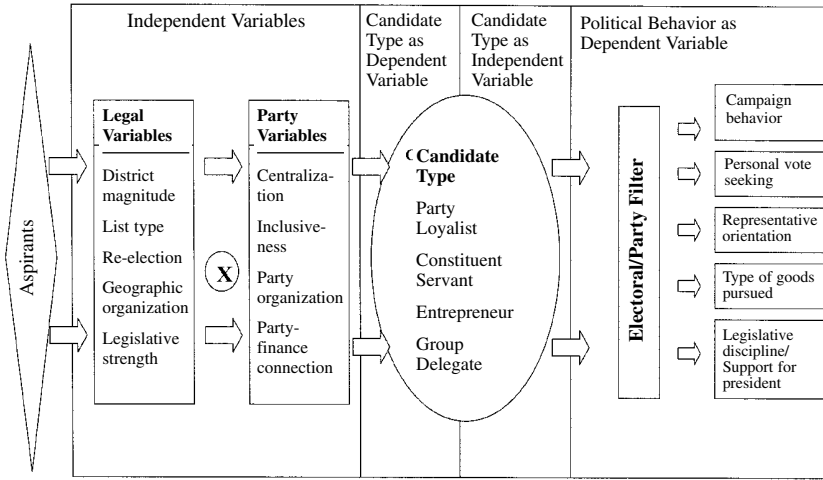 Independent Variables
Candidate
Type as
Dependent
Variable
Candidate
Type as
Independent
Variable
Political Behavior as
Dependent Variable
Aspirants
Legal
Variables
District
magnitude
List type
Re-election
Geographic
organization
Legislative
strength
X
Party
Variables
Centraliza-
tion
Inclusive-
ness
Party
organization
Party-
finance
connection
Candidate
Type
Party
Loyalist
Constituent
Servant
Entrepreneur
Group
Delegate
Electoral/Party Filter
Campaign
behavior
Personal vote
seeking
Representative
orientation
Type of goods
pursued
Legislative
discipline/
Support for
president